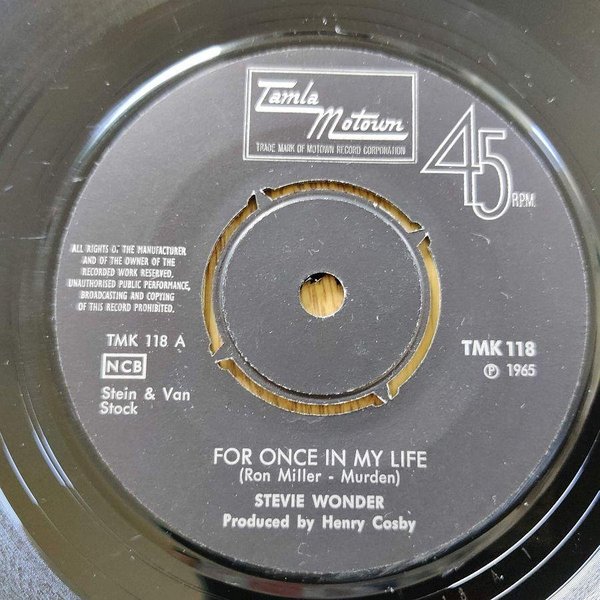 Tamla
Motown
TRADE MARK OF MOTOWN RECORD CORPORATION
45
R.P.M.
ALL RIGHTS O. THE MANUFACTURER
AND OF THE OWNER OF THE
RECORDED WORK RESERVED.
UNAUTHORISED PUBLIC PERFORMANCE,
BROADCASTING AND COPYING
OF THIS RECORD PROHIBITED.
TMK 118 A
NCB
Stein & Van
Stock
TMK 118
℗ 1965
FOR ONCE IN MY LIFE
(Ron Miller - Murden)
STEVIE WONDER
Produced by Henry Cosby